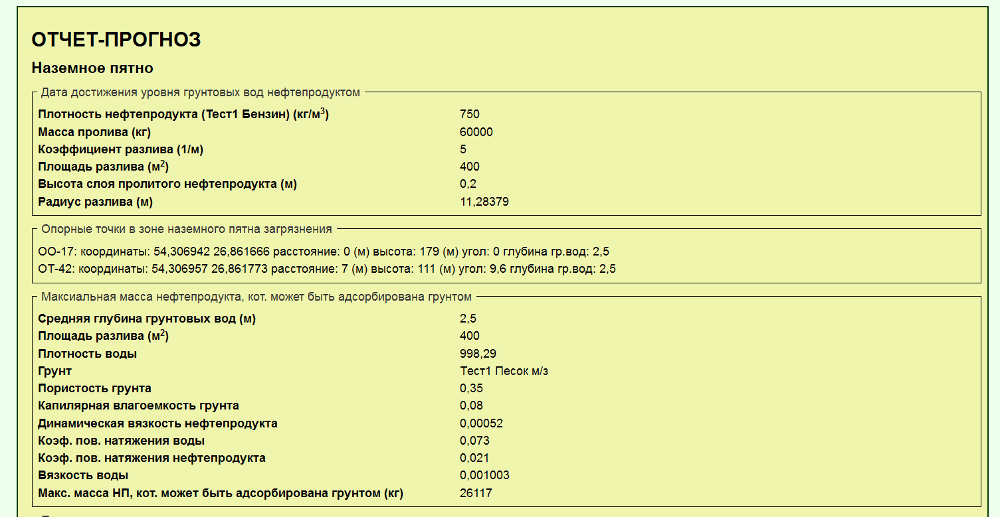 ОТЧЕТ-ПРОГНОЗ
Наземное пятно
Дата достижения уровня грунтовых вод нефтепродуктом
Плотность нефтепродукта (Тест1 Бензин) (кг/м³) 750
Масса пролива (кг) 60000
Коэффициент разлива (1/м) 5
Площадь разлива (м²) 400
Высота слоя пролитого нефтепродукта (м) 0,2
Радиус разлива (м) 11,28379
Опорные точки в зоне наземного пятна загрязнения
ОО-17: координаты: 54,306942 26,861666 расстояние: 0 (м) высота: 179 (м) угол: 0 глубина гр.вод: 2,5
ОТ-42: координаты: 54,306957 26,861773 расстояние: 7 (м) высота: 111 (м) угол: 9,6 глубина гр.вод: 2,5
Максиальная масса нефтепродукта, кот. может быть адсорбирована грунтом
Средняя глубина грунтовых вод (м) 2,5
Площадь разлива (м²) 400
Плотность воды 998,29
Грунт Тест1 Песок м/з
Пористость грунта 0,35
Капилярная влагоемкость грунта 0,08
Динамическая вязкость нефтепродукта 0,00052
Коэф. пов. натяжения воды 0,073
Коэф. пов. натяжения нефтепродукта 0,021
Вязкость воды 0,001003
Макс. масса НП, кот. может быть адсорбирована грунтом (кг) 26117